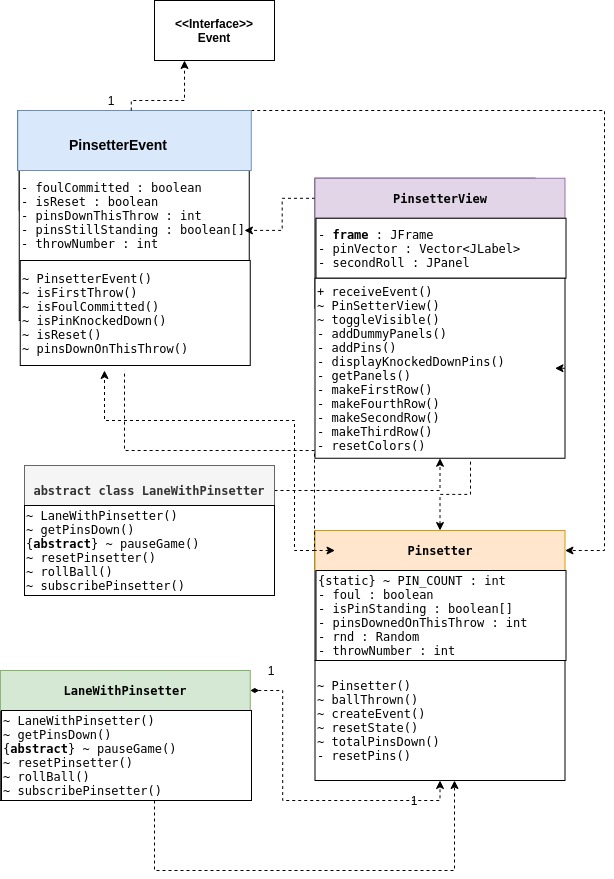 <<Interface>>
Event
1
PinsetterEvent
- foulCommitted : boolean
- isReset : boolean
- pinsDownThisThrow : int
- pinsStillStanding : boolean[]
- throwNumber : int
~ PinsetterEvent()
~ isFirstThrow()
~ isFoulCommitted()
~ isPinKnockedDown()
~ isReset()
~ pinsDownOnThisThrow()
PinsetterView
- frame : JFrame
- pinVector : Vector<JLabel>
- secondRoll : JPanel
+ receiveEvent()
~ PinSetterView()
~ toggleVisible()
- addDummyPanels()
- addPins()
- displayKnockedDownPins()
- getPanels()
- makeFirstRow()
- makeFourthRow()
- makeSecondRow()
- makeThirdRow()
- resetColors()
abstract class LaneWithPinsetter
~ LaneWithPinsetter()
~ getPinsDown()
{abstract} ~ pauseGame()
~ resetPinsetter()
~ rollBall()
~ subscribePinsetter()
Pinsetter
{static} ~ PIN_COUNT : int
- foul : boolean
- isPinStanding : boolean[]
- pinsDownedOnThisThrow : int
- rnd : Random
- throwNumber : int
~ Pinsetter()
~ ballThrown()
~ createEvent()
~ resetState()
~ totalPinsDown()
- resetPins()
LaneWithPinsetter
1
~ LaneWithPinsetter()
~ getPinsDown()
{abstract} ~ pauseGame()
~ resetPinsetter()
~ rollBall()
~ subscribePinsetter()
1